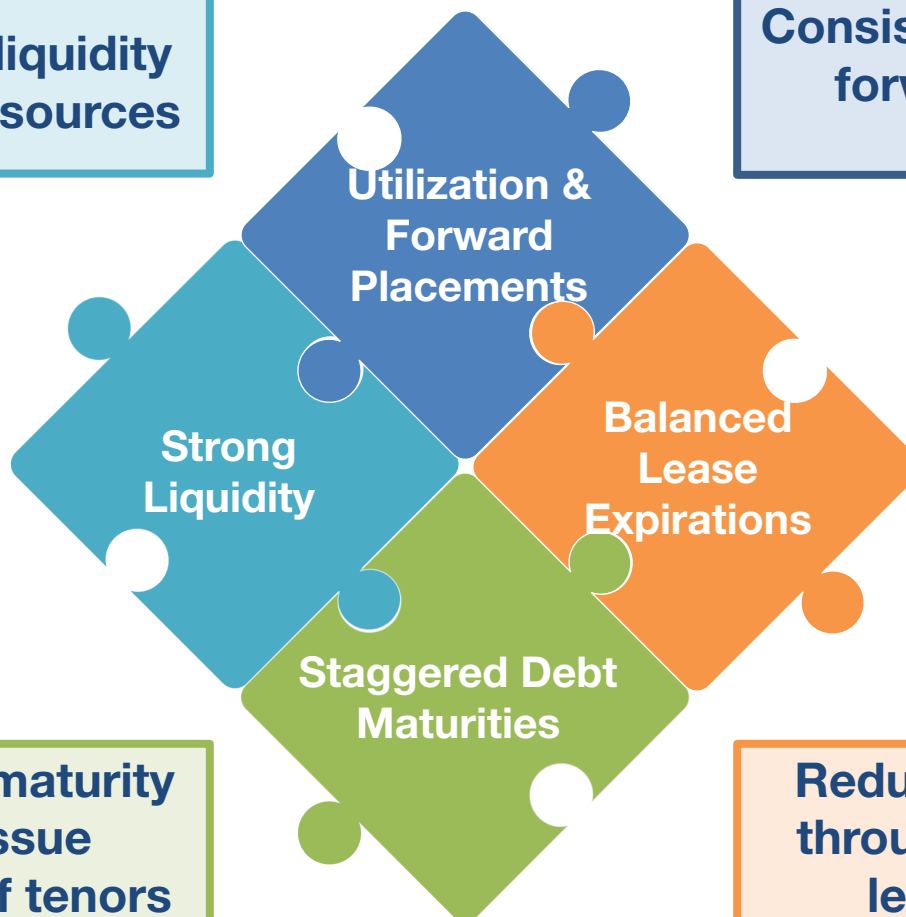 liquidity
sources
Consis
forw
Utilization &
Forward
Placements
Strong
Liquidity
Balanced
Lease
Expirations
Staggered Debt
Maturities
maturity
ssue
f tenors
Redu
throu
le